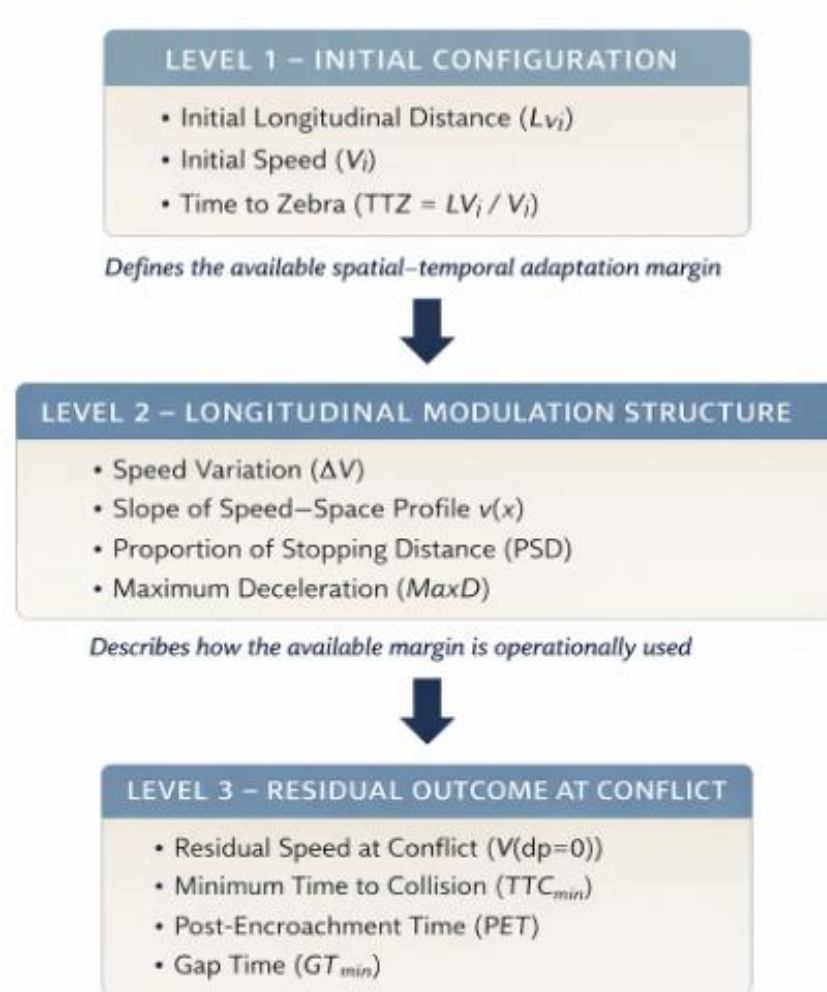 LEVEL 1 – INITIAL CONFIGURATION
• Initial Longitudinal Distance (Lvi)
• Initial Speed (Vi)
• Time to Zebra (TTZ = LVi / Vi)
Defines the available spatial–temporal adaptation margin
LEVEL 2 – LONGITUDINAL MODULATION STRUCTURE
• Speed Variation (ΔV)
• Slope of Speed–Space Profile v(x)
• Proportion of Stopping Distance (PSD)
• Maximum Deceleration (MaxD)
Describes how the available margin is operationally used
LEVEL 3 – RESIDUAL OUTCOME AT CONFLICT
• Residual Speed at Conflict (V(dp=0))
• Minimum Time to Collision (TTCmin)
• Post-Encroachment Time (PET)
• Gap Time (GTmin)